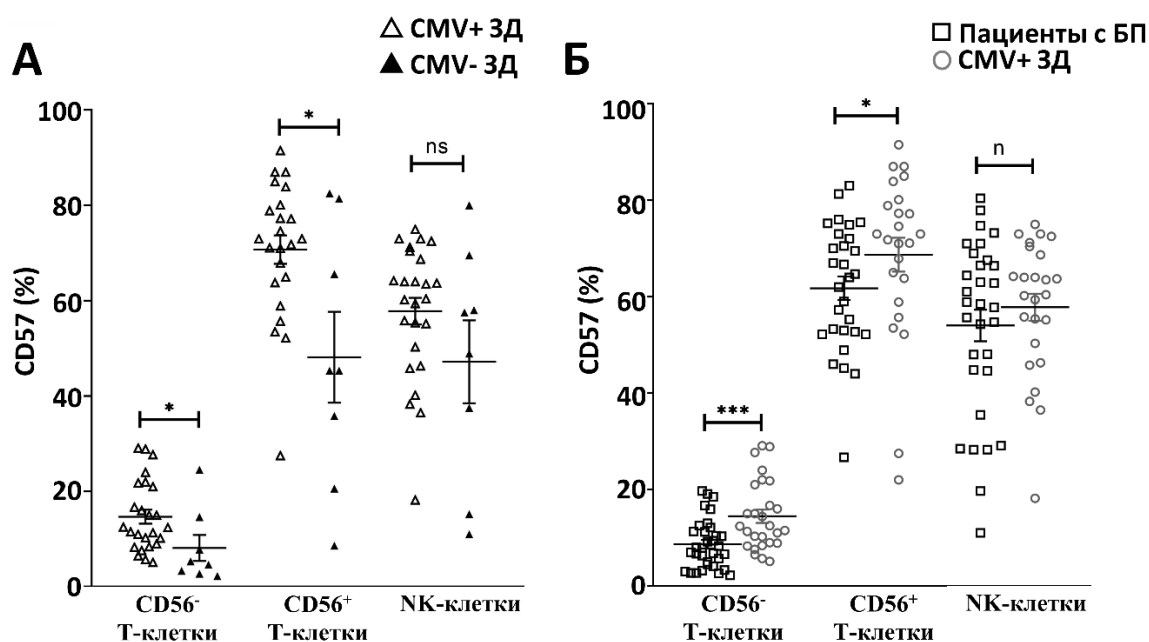 А
CMV+ ЗД
CMV- ЗД
CD57 (%)
100
80
60
40
20
0
*
*
ns
CD56-
Т-клетки
CD56+
Т-клетки
NK-клетки
Б
Пациенты с БП
CMV+ ЗД
CD57 (%)
100
80
60
40
20
0
***
*
n
CD56-
Т-клетки
CD56+
Т-клетки
NK-клетки